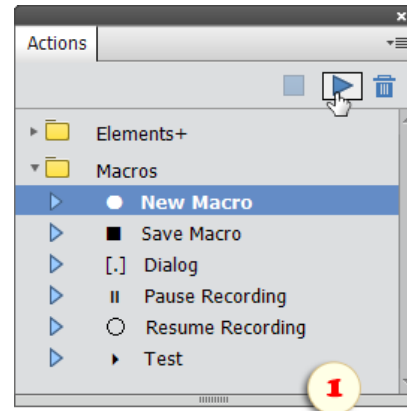 Actions
Elements+
Macros
New Macro
Save Macro
[.] Dialog
Pause Recording
Resume Recording
Test
1